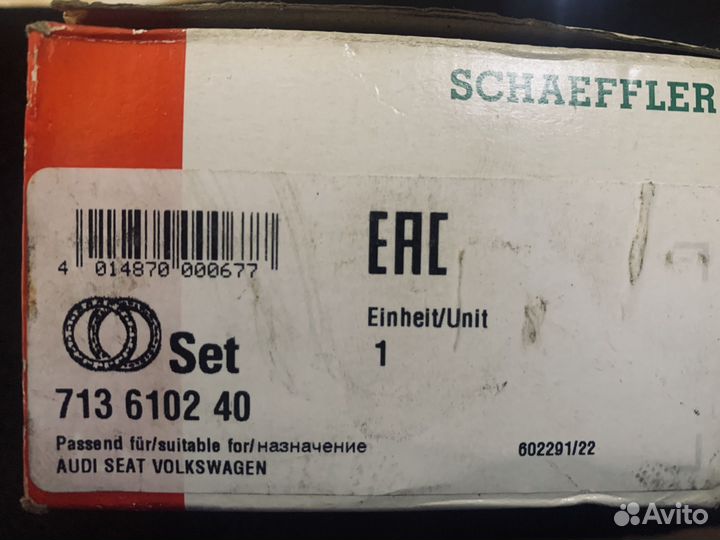 SCHAEFFLER
EAC
4 014870 000677
Einheit/Unit
1
Set
713 6102 40
Passend für/suitable for/назначение
AUDI SEAT VOLKSWAGEN
602291/22
Avito